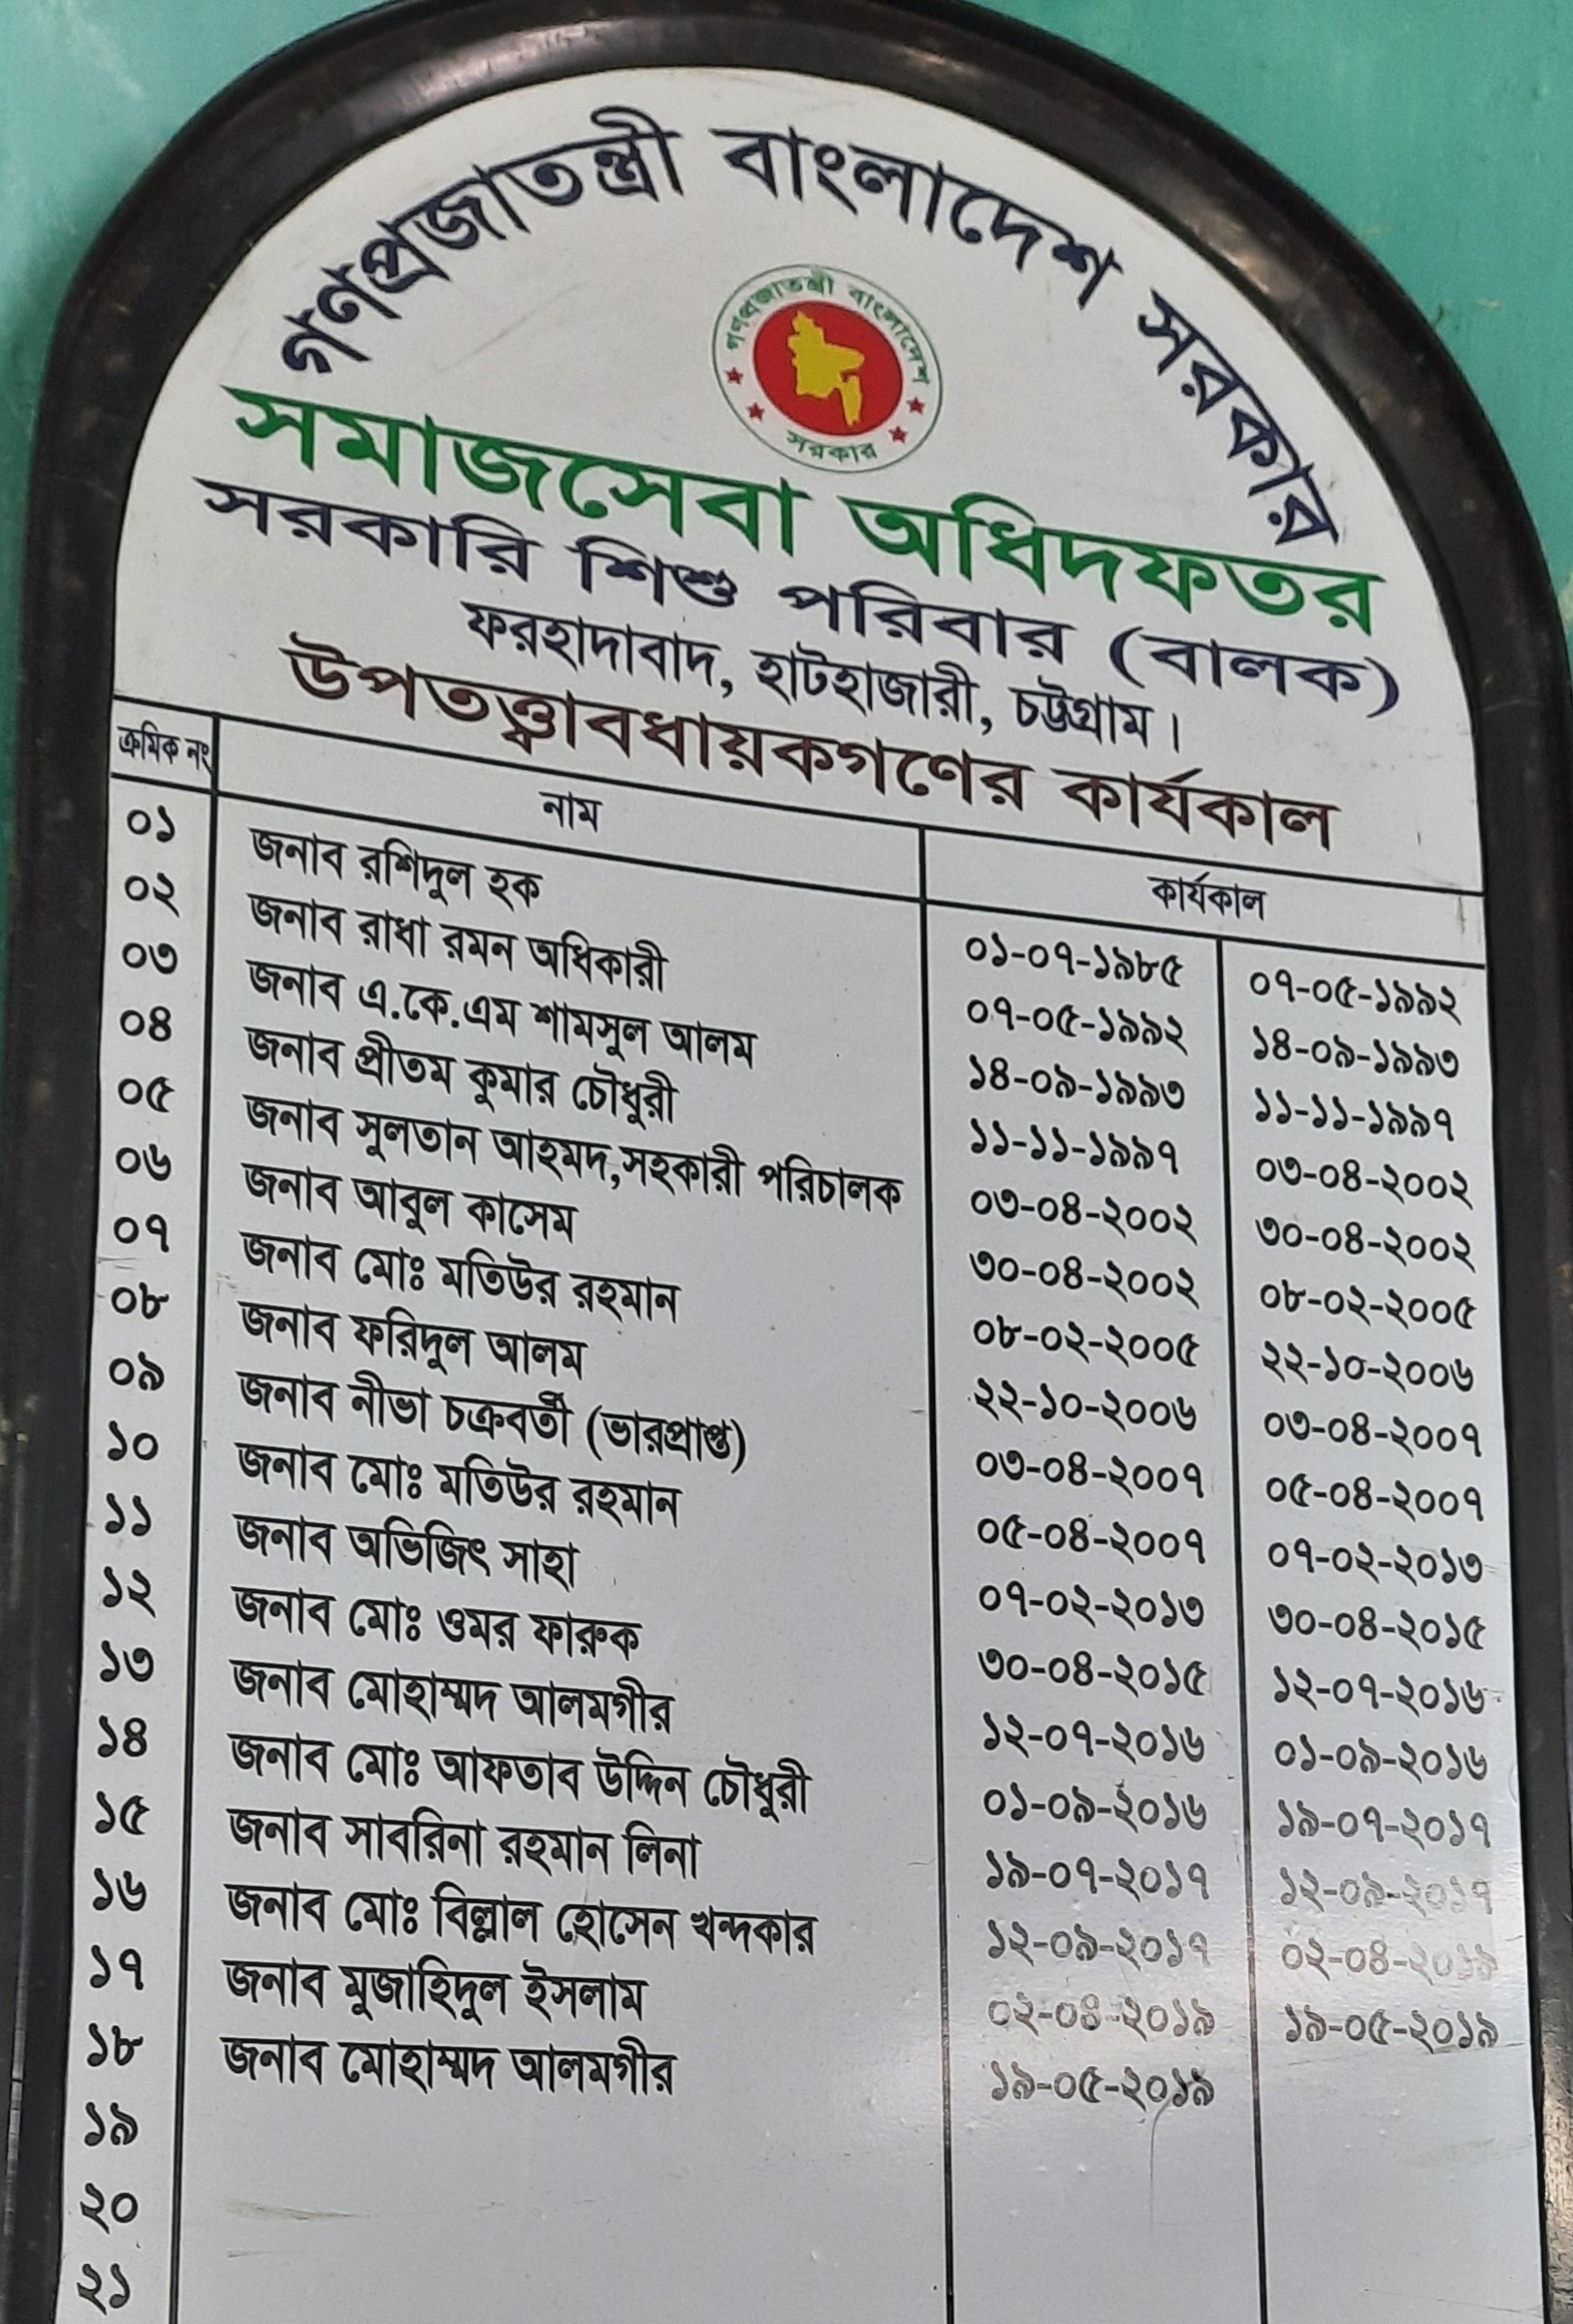 গণপ্রজাতন্ত্রী বাংলাদেশ সরকার
গণপ্রজাতন্ত্রী বাংলাদেশ
সরকার
সমাজসেবা অধিদফতর
সরকারি শিশু পরিবার (বালক)
ফরহাদাবাদ, হাটহাজারী, চট্টগ্রাম।
উপতত্ত্বাবধায়কগণের কার্যকাল
ক্রমিক নং নাম কার্যকাল
০১ জনাব রশিদুল হক ০১-০৭-১৯৮৫ ০৭-০৫-১৯৯২
০২ জনাব রাধা রমন অধিকারী ০৭-০৫-১৯৯২ ১৪-০৯-১৯৯৩
০৩ জনাব এ.কে.এম শামসুল আলম ১৪-০৯-১৯৯৩ ১১-১১-১৯৯৭
০৪ জনাব প্রীতম কুমার চৌধুরী ১১-১১-১৯৯৭ ০৩-০৪-২০০২
০৫ জনাব সুলতান আহমদ,সহকারী পরিচালক ০৩-০৪-২০০২ ৩০-০৪-২০০২
০৬ জনাব আবুল কাসেম ৩০-০৪-২০০২ ০৮-০২-২০০৫
০৭ জনাব মোঃ মতিউর রহমান ০৮-০২-২০০৫ ২২-১০-২০০৬
০৮ জনাব ফরিদুল আলম ২২-১০-২০০৬ ০৩-০৪-২০০৭
০৯ জনাব নীভা চক্রবর্তী (ভারপ্রাপ্ত) ০৩-০৪-২০০৭ ০৫-০৪-২০০৭
১০ জনাব মোঃ মতিউর রহমান ০৫-০৪-২০০৭ ০৭-০২-২০১৩
১১ জনাব অভিজিৎ সাহা ০৭-০২-২০১৩ ৩০-০৪-২০১৫
১২ জনাব মোঃ ওমর ফারুক ৩০-০৪-২০১৫ ১২-০৭-২০১৬
১৩ জনাব মোহাম্মদ আলমগীর ১২-০৭-২০১৬ ০১-০৯-২০১৬
১৪ জনাব মোঃ আফতাব উদ্দিন চৌধুরী ০১-০৯-২০১৬ ১৯-০৭-২০১৭
১৫ জনাব সাবরিনা রহমান লিনা ১৯-০৭-২০১৭ ১২-০৯-২০১৭
১৬ জনাব মোঃ বিল্লাল হোসেন খন্দকার ১২-০৯-২০১৭ ০২-০৪-২০১৯
১৭ জনাব মুজাহিদুল ইসলাম ০২-০৪-২০১৯ ১৯-০৫-২০১৯
১৮ জনাব মোহাম্মদ আলমগীর ১৯-০৫-২০১৯
১৯
২০
২১